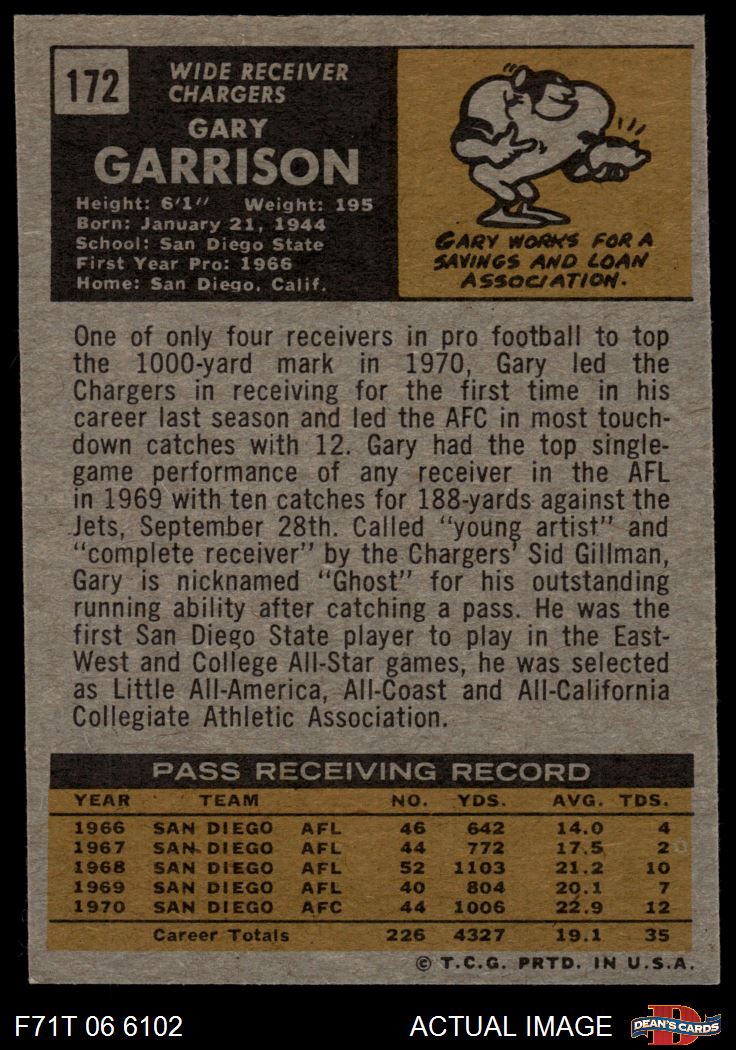 172
WIDE RECEIVER
CHARGERS
GARY
GARRISON
Height: 6'1" Weight: 195
Born: January 21, 1944
School: San Diego State
First Year Pro: 1966
Home: San Diego, Calif.
GARY WORKS FOR A
SAVINGS AND LOAN
ASSOCIATION.
One of only four receivers in pro football to top
the 1000-yard mark in 1970, Gary led the
Chargers in receiving for the first time in his
career last season and led the AFC in most touch-
down catches with 12. Gary had the top single-
game performance of any receiver in the AFL
in 1969 with ten catches for 188-yards against the
Jets, September 28th. Called "young artist" and
"complete receiver" by the Chargers' Sid Gillman,
Gary is nicknamed "Ghost" for his outstanding
running ability after catching a pass. He was the
first San Diego State player to play in the East-
West and College All-Star games, he was selected
as Little All-America, All-Coast and All-California
Collegiate Athletic Association.
PASS RECEIVING RECORD
YEAR TEAM NO. YDS. AVG. TDS.
1966 SAN DIEGO AFL 46 642 14.0 4
1967 SAN DIEGO AFL 44 772 17.5 2
1968 SAN DIEGO AFL 52 1103 21.2 10
1969 SAN DIEGO AFL 40 804 20.1 7
1970 SAN DIEGO AFC 44 1006 22.9 12
Career Totals 226 4327 19.1 35
© T.C.G. PRTD. IN U.S.A.
F71T 06 6102 ACTUAL IMAGE
D
DEAN'S CARDS